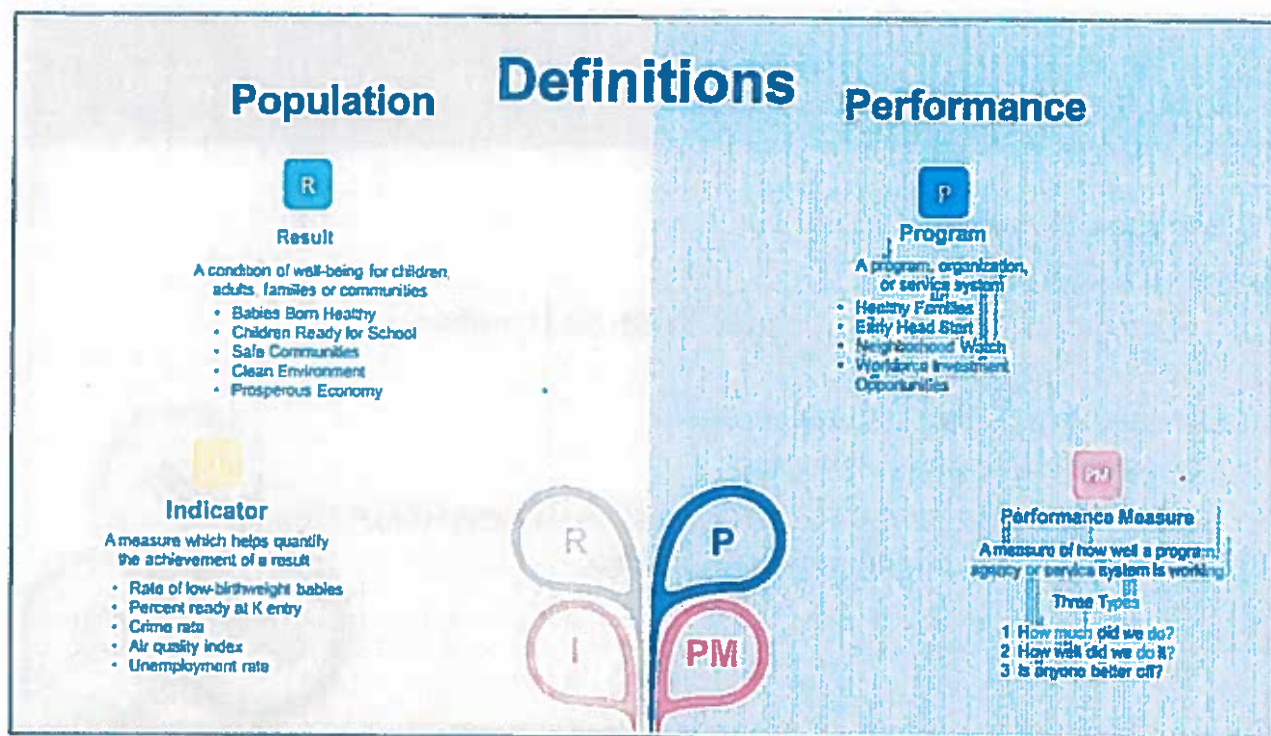 Definitions
Population
R
Result
A condition of well-being for children,
adults, families or communities
• Babies Born Healthy
• Children Ready for School
• Safe Communities
• Clean Environment
• Prosperous Economy
Indicator
A measure which helps quantify
the achievement of a result
• Rate of low-birthweight babies
• Percent ready at K entry
• Crime rate
• Air quality index
• Unemployment rate
R
P
I
PM
Performance
P
Program
A program, organization,
or service system
• Healthy Families
• Early Head Start
• Neighborhood Watch
• Workforce Investment
Opportunities
PM
Performance Measure
A measure of how well a program,
agency or service system is working
Three Types
1 How much did we do?
2 How well did we do it?
3 Is anyone better off?